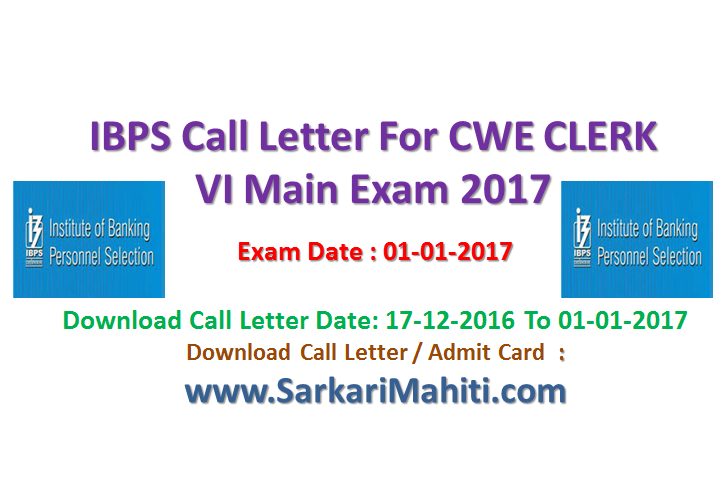 IBPS Call Letter For CWE CLERK
VI Main Exam 2017
IBPS
Institute of Banking
Personnel Selection
IBPS
Institute of Banking
Personnel Selection
Exam Date : 01-01-2017
Download Call Letter Date: 17-12-2016 To 01-01-2017
Download Call Letter / Admit Card :
www.SarkariMahiti.com